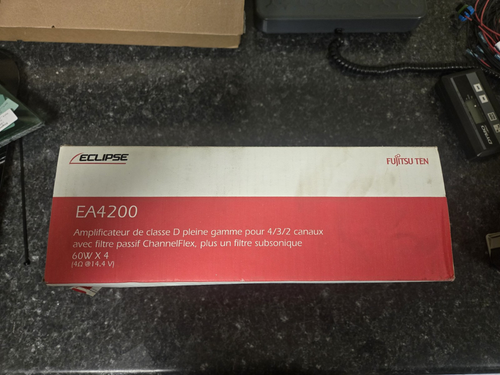 ECLIPSE
FUJITSU TEN
EA4200
Amplificateur de classe D pleine gamme pour 4/3/2 canaux
avec filtre passif ChannelFlex, plus un filtre subsonique
60W X 4
(4Ω @14,4 V)